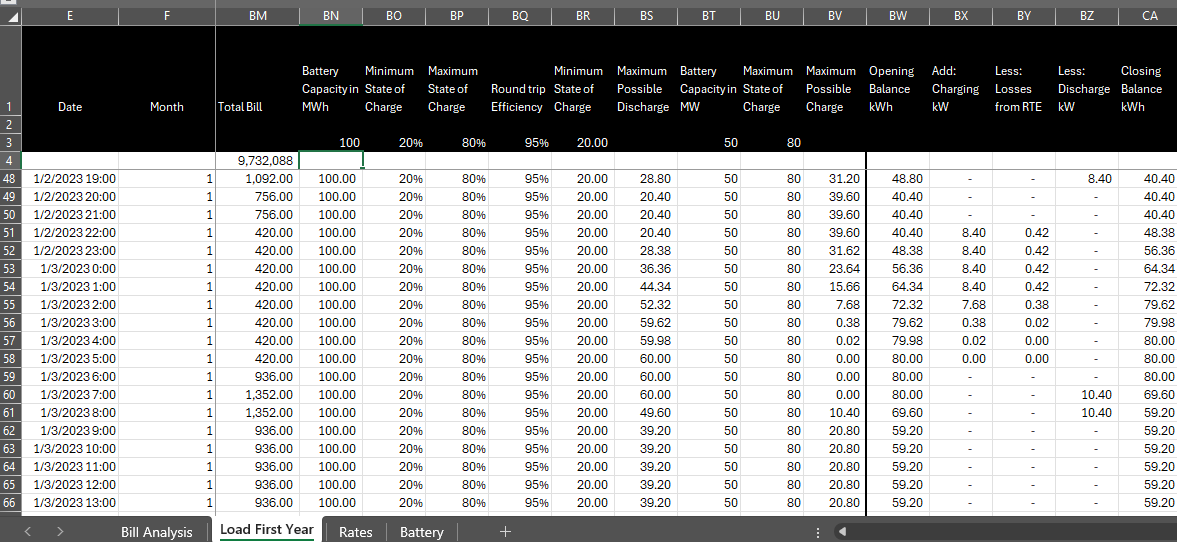 E F BM BN BO BP BQ BR BS BT BU BV BW BX BY BZ CA
Battery Minimum Maximum Minimum Maximum Battery Maximum Maximum Opening Add: Less: Less: Closing
Capacity in State of State of Round trip State of Possible Capacity in State of Possible Balance Charging Losses Discharge Balance
1 Date Month Total Bill MWh Charge Charge Efficiency Charge Discharge MW Charge Charge kWh kW from RTE kW kWh
2
3 100 20% 80% 95% 20.00 50 80
4 9,732,088
48 1/2/2023 19:00 1 1,092.00 100.00 20% 80% 95% 20.00 28.80 50 80 31.20 48.80 - - 8.40 40.40
49 1/2/2023 20:00 1 756.00 100.00 20% 80% 95% 20.00 20.40 50 80 39.60 40.40 - - - 40.40
50 1/2/2023 21:00 1 756.00 100.00 20% 80% 95% 20.00 20.40 50 80 39.60 40.40 - - - 40.40
51 1/2/2023 22:00 1 420.00 100.00 20% 80% 95% 20.00 20.40 50 80 39.60 40.40 8.40 0.42 - 48.38
52 1/2/2023 23:00 1 420.00 100.00 20% 80% 95% 20.00 28.38 50 80 31.62 48.38 8.40 0.42 - 56.36
53 1/3/2023 0:00 1 420.00 100.00 20% 80% 95% 20.00 36.36 50 80 23.64 56.36 8.40 0.42 - 64.34
54 1/3/2023 1:00 1 420.00 100.00 20% 80% 95% 20.00 44.34 50 80 15.66 64.34 8.40 0.42 - 72.32
55 1/3/2023 2:00 1 420.00 100.00 20% 80% 95% 20.00 52.32 50 80 7.68 72.32 7.68 0.38 - 79.62
56 1/3/2023 3:00 1 420.00 100.00 20% 80% 95% 20.00 59.62 50 80 0.38 79.62 0.38 0.02 - 79.98
57 1/3/2023 4:00 1 420.00 100.00 20% 80% 95% 20.00 59.98 50 80 0.02 79.98 0.02 0.00 - 80.00
58 1/3/2023 5:00 1 420.00 100.00 20% 80% 95% 20.00 60.00 50 80 0.00 80.00 0.00 0.00 - 80.00
59 1/3/2023 6:00 1 936.00 100.00 20% 80% 95% 20.00 60.00 50 80 0.00 80.00 - - - 80.00
60 1/3/2023 7:00 1 1,352.00 100.00 20% 80% 95% 20.00 60.00 50 80 0.00 80.00 - - 10.40 69.60
61 1/3/2023 8:00 1 1,352.00 100.00 20% 80% 95% 20.00 49.60 50 80 10.40 69.60 - - 10.40 59.20
62 1/3/2023 9:00 1 936.00 100.00 20% 80% 95% 20.00 39.20 50 80 20.80 59.20 - - - 59.20
63 1/3/2023 10:00 1 936.00 100.00 20% 80% 95% 20.00 39.20 50 80 20.80 59.20 - - - 59.20
64 1/3/2023 11:00 1 936.00 100.00 20% 80% 95% 20.00 39.20 50 80 20.80 59.20 - - - 59.20
65 1/3/2023 12:00 1 936.00 100.00 20% 80% 95% 20.00 39.20 50 80 20.80 59.20 - - - 59.20
66 1/3/2023 13:00 1 936.00 100.00 20% 80% 95% 20.00 39.20 50 80 20.80 59.20 - - - 59.20
Bill Analysis Load First Year Rates Battery +